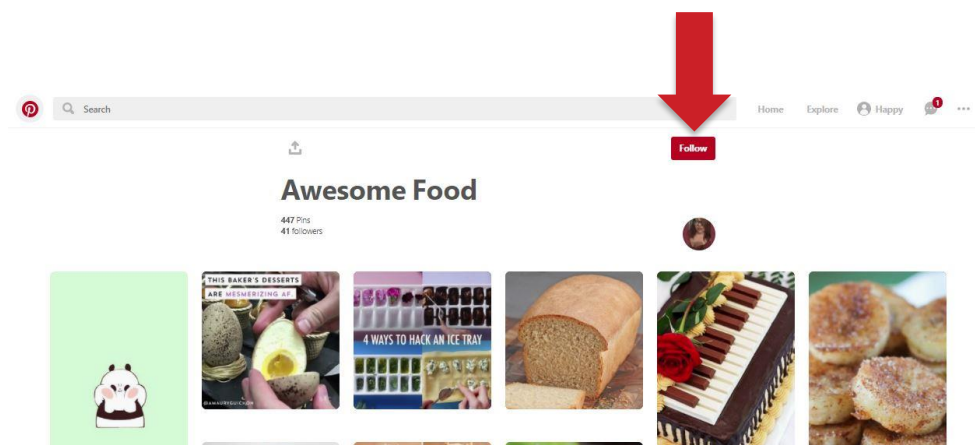 Search
Home
Explore
Happy
1
Follow
Awesome Food
447 Pins
41 followers
THIS BAKER'S DESSERTS
ARE MESMERIZING AF.
@AMAURYGUICHON
4 WAYS TO HACK AN ICE TRAY